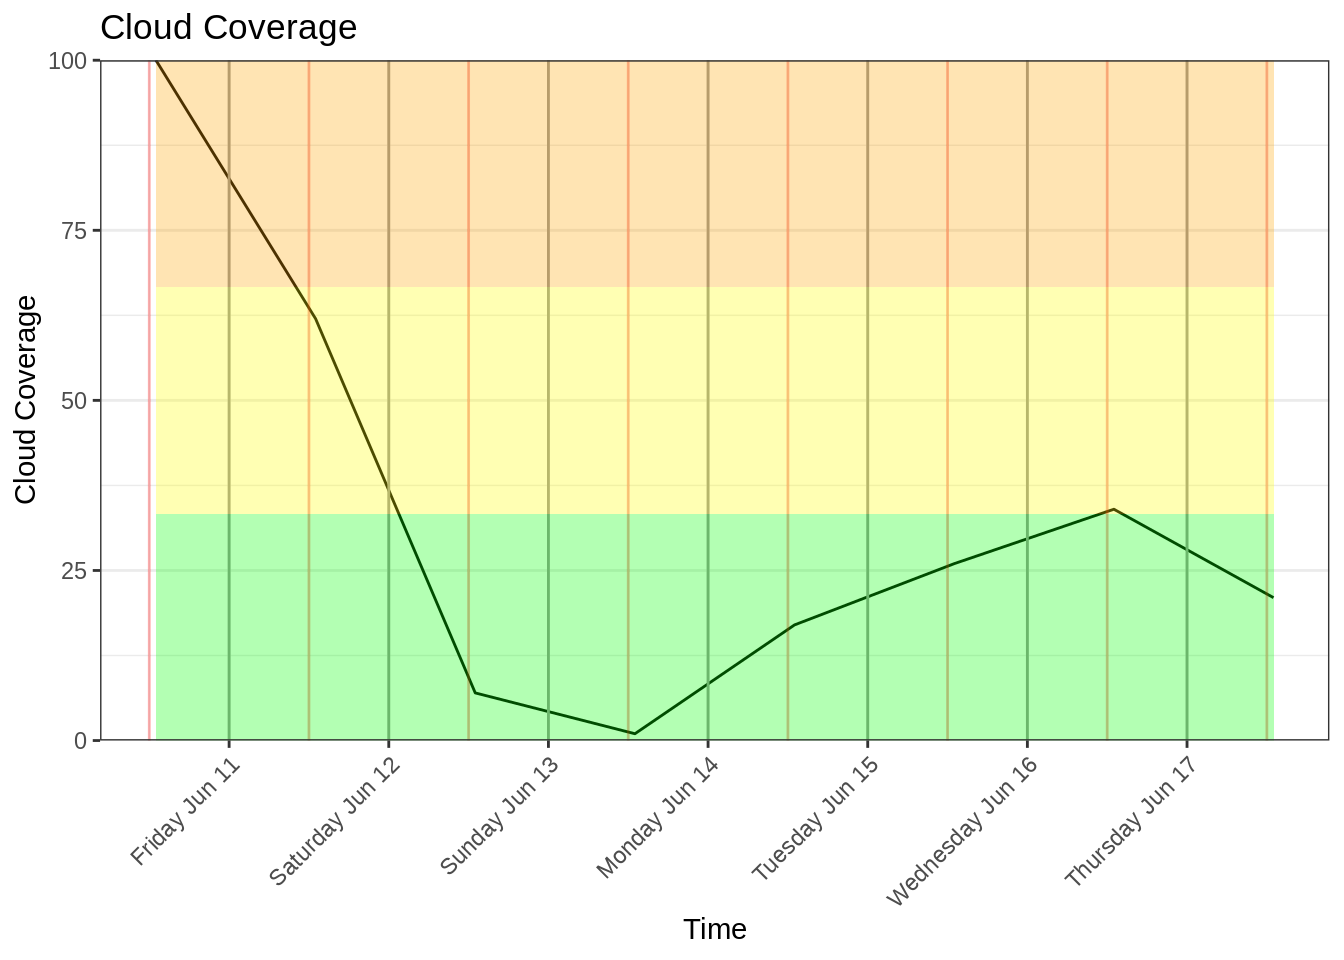 Cloud Coverage
100
75
50
25
0
Cloud Coverage
Friday Jun 11
Saturday Jun 12
Sunday Jun 13
Monday Jun 14
Tuesday Jun 15
Wednesday Jun 16
Thursday Jun 17
Time